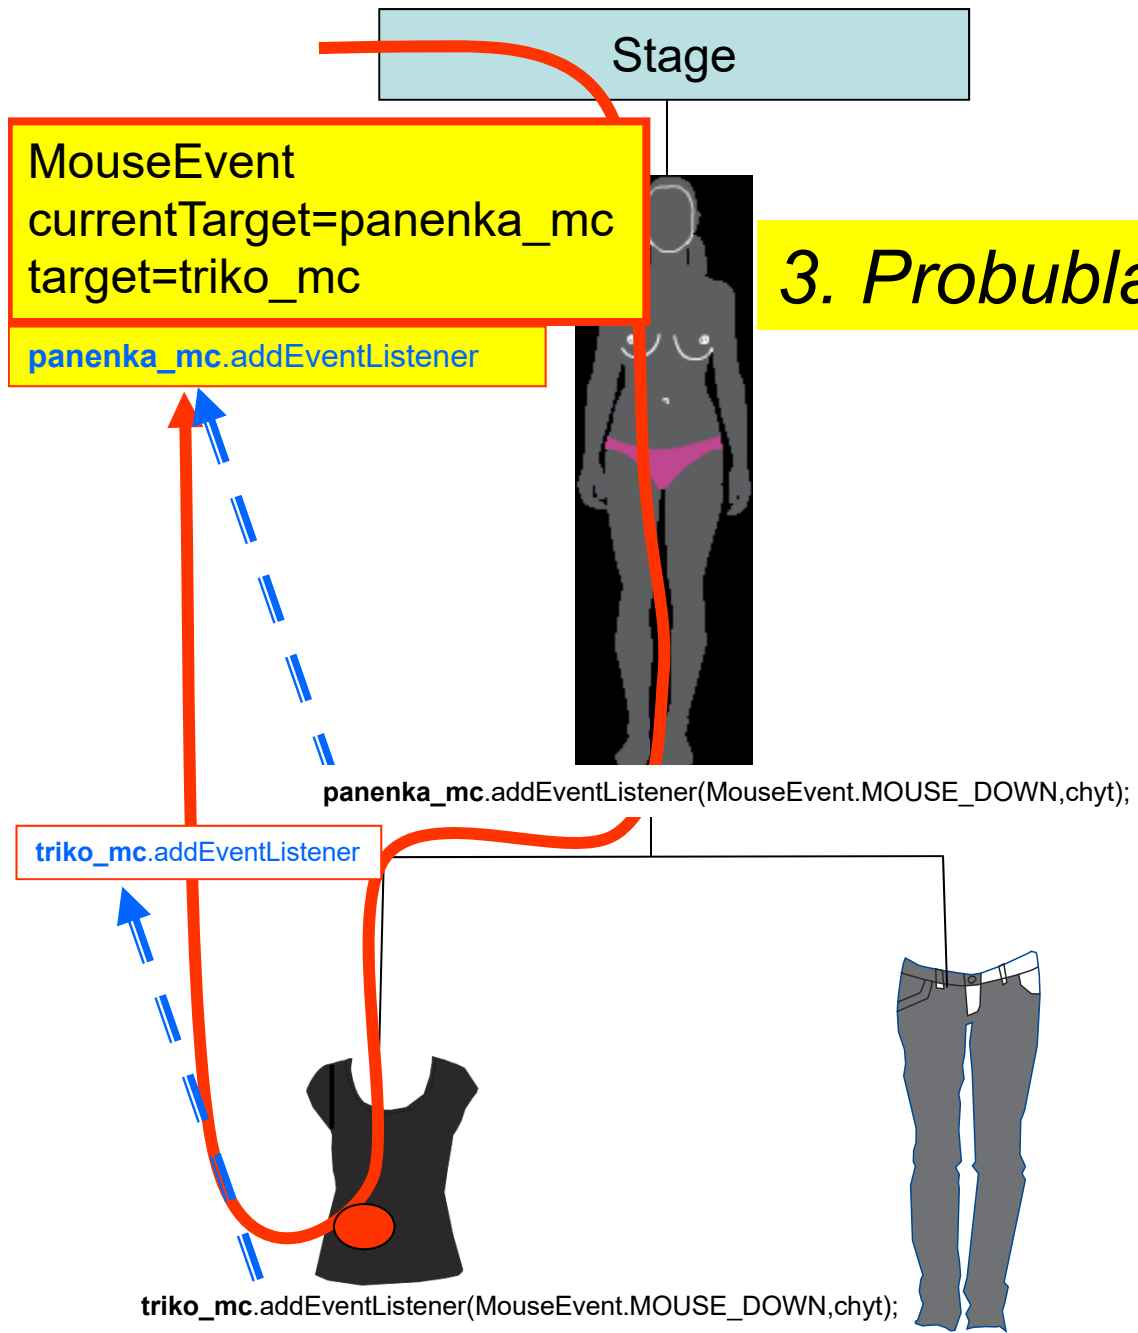 Stage
MouseEvent
currentTarget=panenka_mc
target=triko_mc
3. Probubla
panenka_mc.addEventListener
panenka_mc.addEventListener(MouseEvent.MOUSE_DOWN,chyt);
triko_mc.addEventListener
triko_mc.addEventListener(MouseEvent.MOUSE_DOWN,chyt);